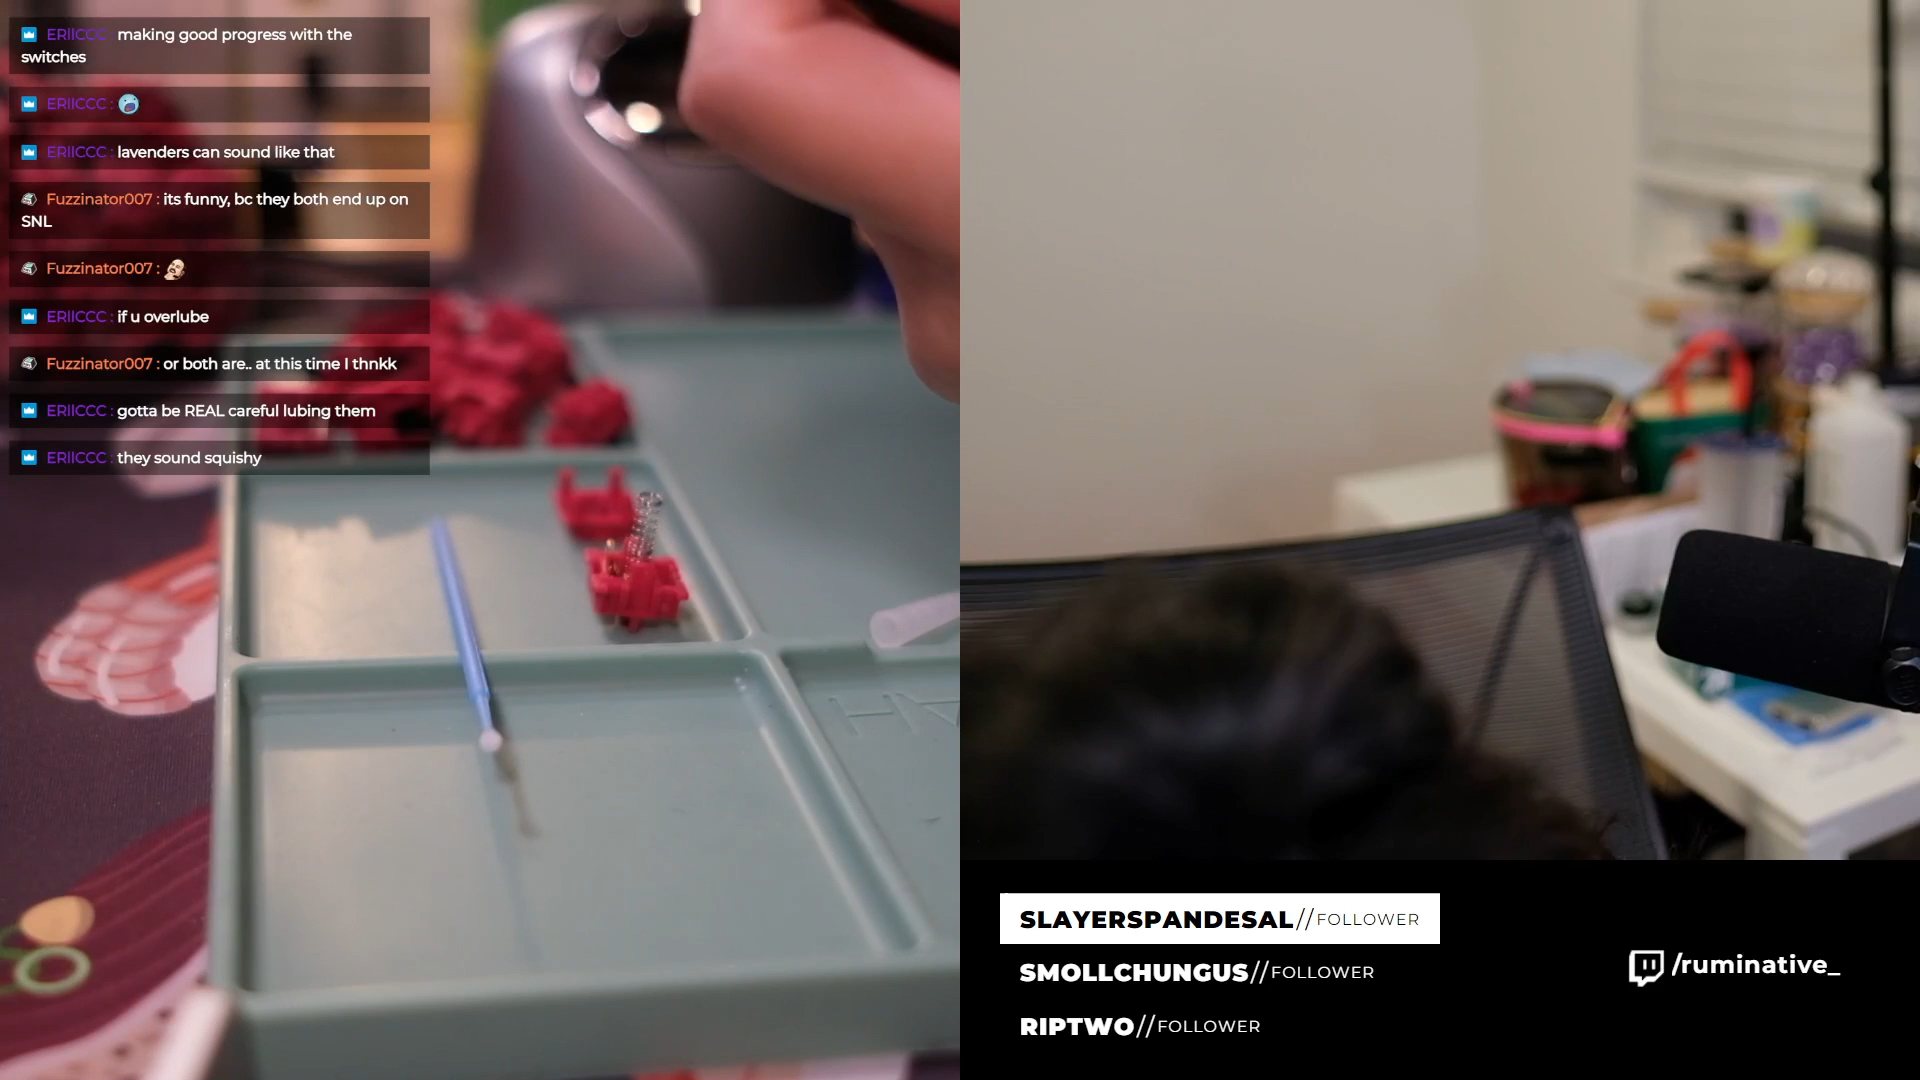 ERIICCC : making good progress with the
switches
ERIICCC :
ERIICCC : lavenders can sound like that
Fuzzinator007 : its funny, bc they both end up on
SNL
Fuzzinator007 :
ERIICCC : if u overlube
Fuzzinator007 : or both are.. at this time I thnkk
ERIICCC : gotta be REAL careful lubing them
ERIICCC : they sound squishy
SLAYERSPANDESAL//FOLLOWER
SMOLLCHUNGUS//FOLLOWER
RIPTWO//FOLLOWER
/ruminative_